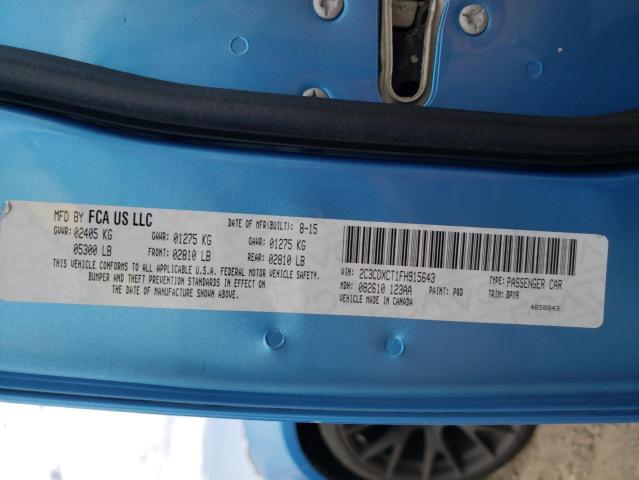 MFD BY FCA US LLC
DATE OF MFR(BUILT): 8-15
GVWR: 02405 KG
GAWR: 01275 KG
GAWR: 01275 KG
05300 LB
FRONT: 02810 LB
REAR: 02810 LB
THIS VEHICLE CONFORMS TO ALL APPLICABLE U.S.A. FEDERAL MOTOR VEHICLE SAFETY,
BUMPER AND THEFT PREVENTION STANDARDS IN EFFECT ON
THE DATE OF MANUFACTURE SHOWN ABOVE.
VIN: 2C3CDXCT1FH915643
TYPE: PASSENGER CAR
MDH: 082610 123AA
PAINT: PQD
TRIM: BPX9
VEHICLE MADE IN CANADA
4658843